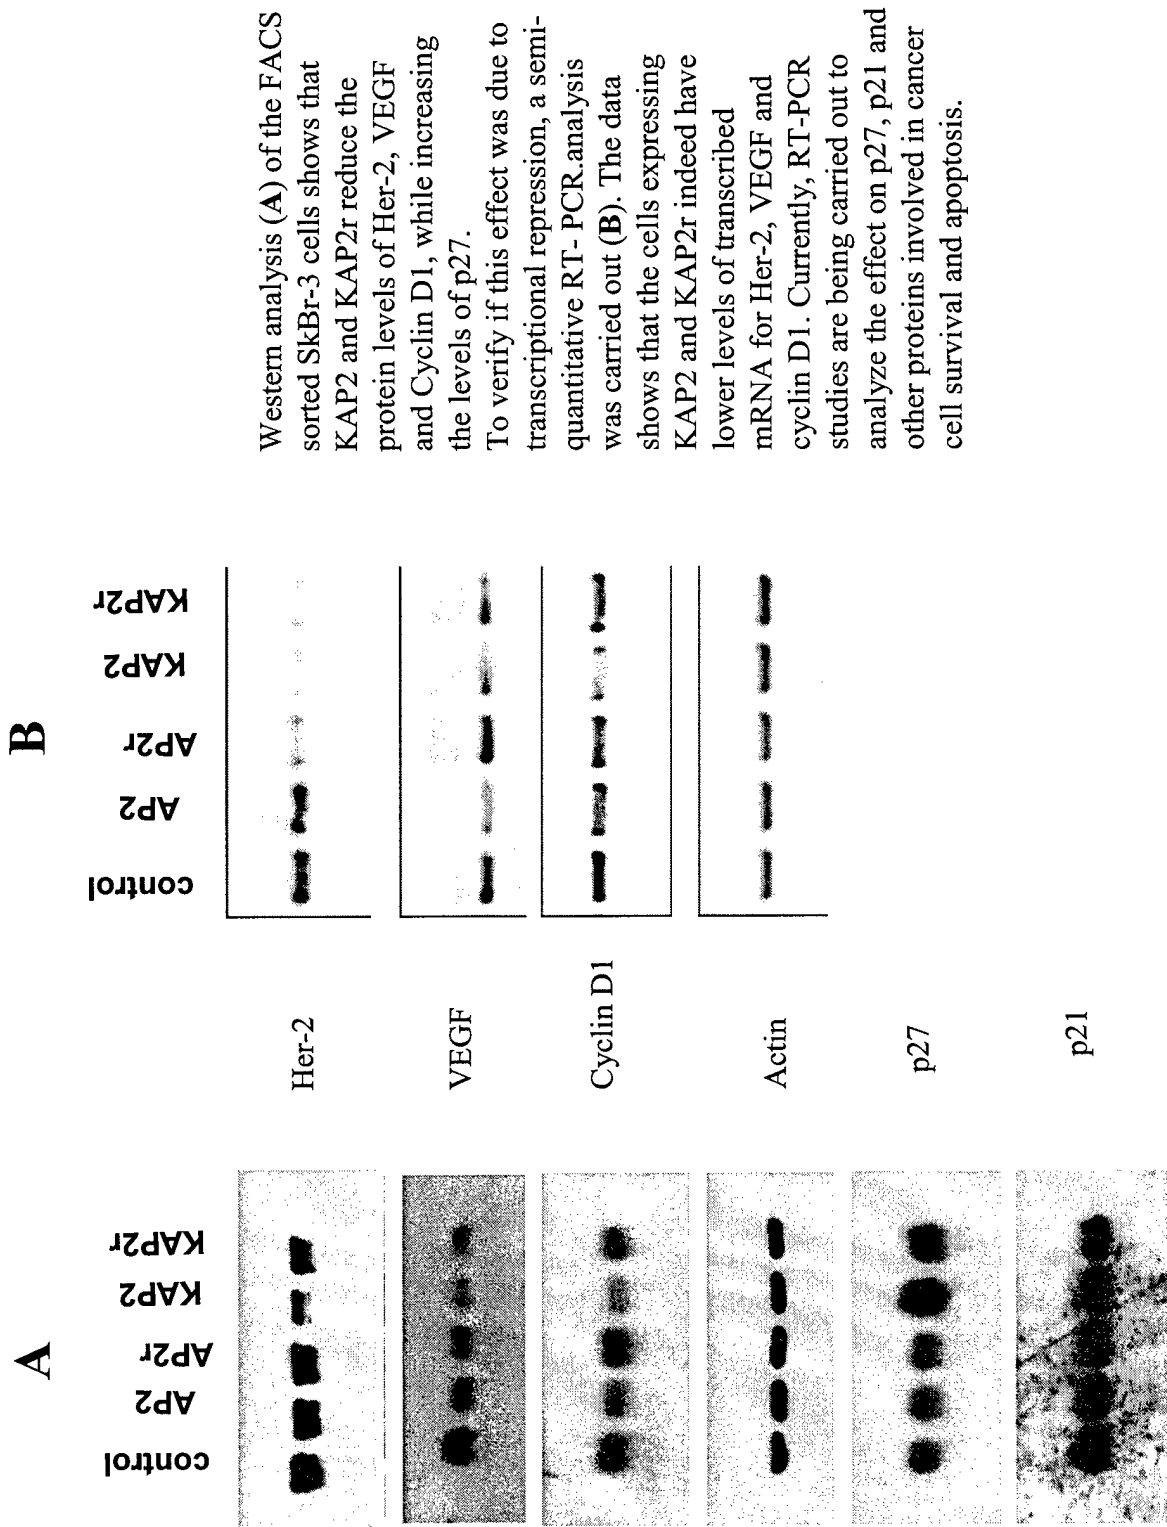 A
control
AP2
AP2r
KAP2
KAP2r
B
control
AP2
AP2r
KAP2
KAP2r
Her-2
VEGF
Cyclin D1
Actin
p27
p21
Western analysis (A) of the FACS
sorted SkBr-3 cells shows that
KAP2 and KAP2r reduce the
protein levels of Her-2, VEGF
and Cyclin D1, while increasing
the levels of p27.
To verify if this effect was due to
transcriptional repression, a semi-
quantitative RT- PCR.analysis
was carried out (B). The data
shows that the cells expressing
KAP2 and KAP2r indeed have
lower levels of transcribed
mRNA for Her-2, VEGF and
cyclin D1. Currently, RT-PCR
studies are being carried out to
analyze the effect on p27, p21 and
other proteins involved in cancer
cell survival and apoptosis.